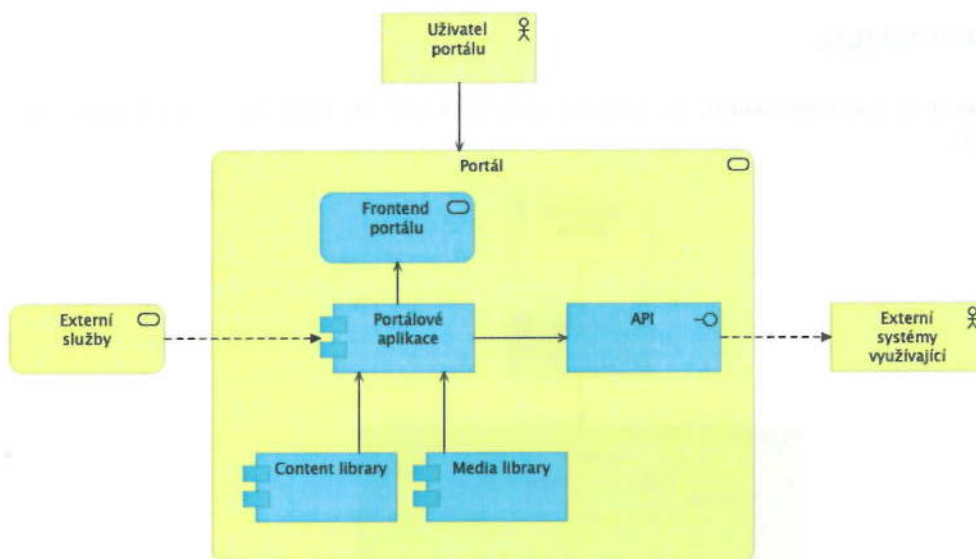 Uživatel
portálu
Portál
Frontend
portálu
Externí
služby
Portálové
aplikace
API
Externí
systémy
využívající
Content library
Media library